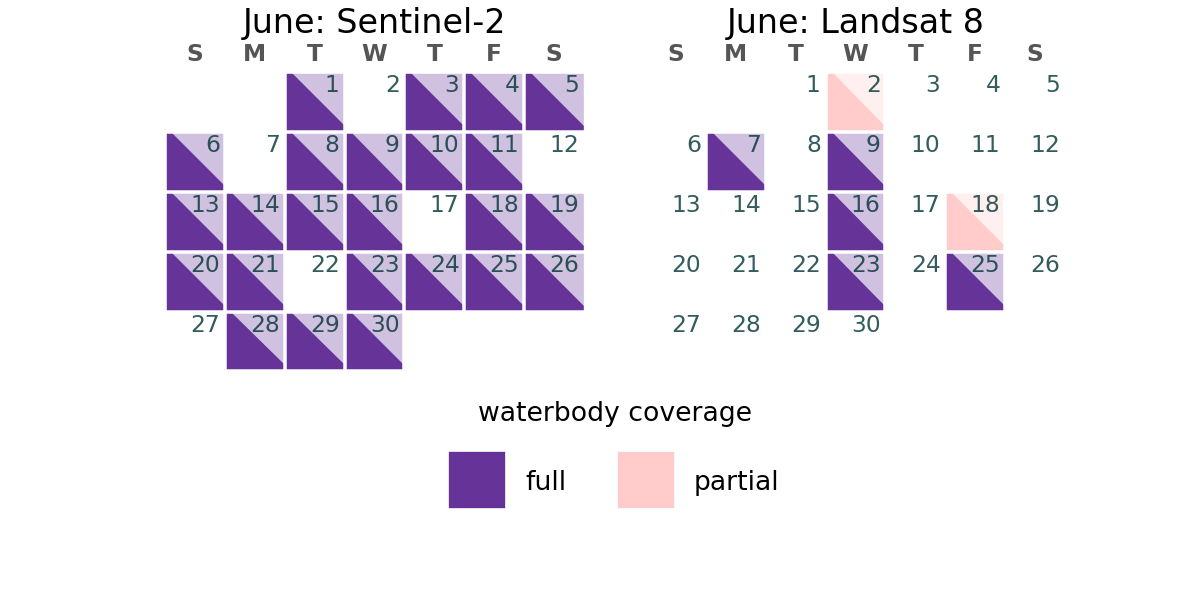 June: Sentinel-2
S M T W T F S
1 2 3 4 5
6 7 8 9 10 11 12
13 14 15 16 17 18 19
20 21 22 23 24 25 26
27 28 29 30
June: Landsat 8
S M T W T F S
1 2 3 4 5
6 7 8 9 10 11 12
13 14 15 16 17 18 19
20 21 22 23 24 25 26
27 28 29 30
waterbody coverage
full partial